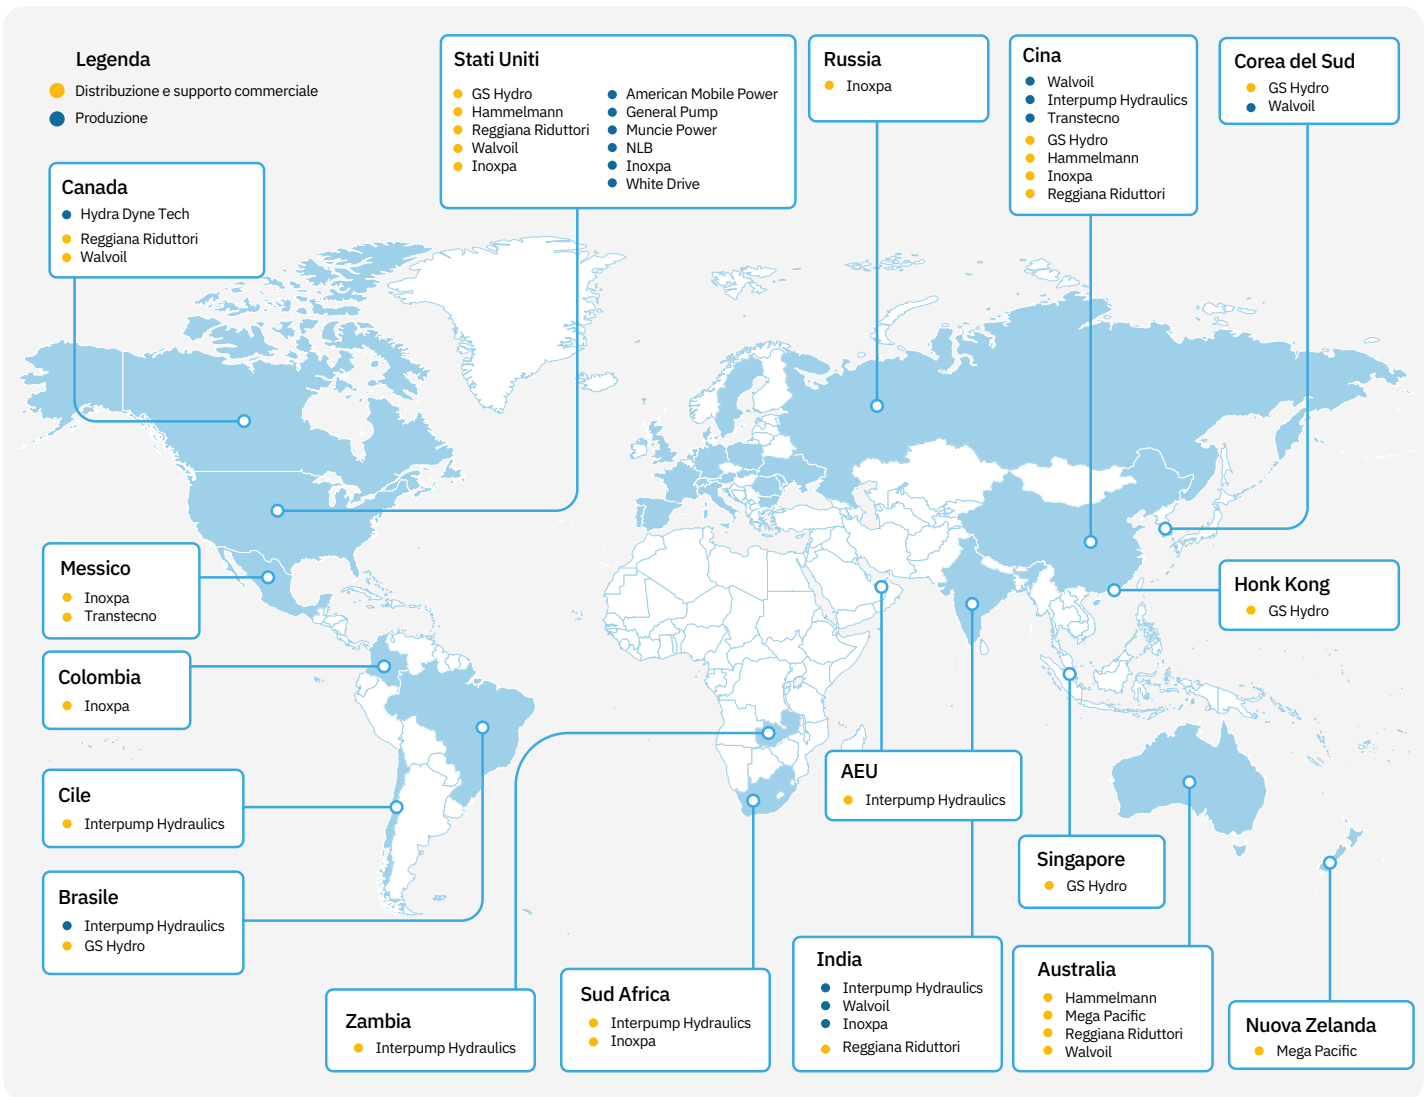 Legenda
Distribuzione e supporto commerciale
Produzione
Stati Uniti
GS Hydro
Hammelmann
Reggiana Riduttori
Walvoil
Inoxpa
American Mobile Power
General Pump
Muncie Power
NLB
Inoxpa
White Drive
Russia
Inoxpa
Cina
Walvoil
Interpump Hydraulics
Transtecno
GS Hydro
Hammelmann
Inoxpa
Reggiana Riduttori
Corea del Sud
GS Hydro
Walvoil
Canada
Hydra Dyne Tech
Reggiana Riduttori
Walvoil
Messico
Inoxpa
Transtecno
Honk Kong
GS Hydro
Colombia
Inoxpa
Cile
Interpump Hydraulics
AEU
Interpump Hydraulics
Singapore
GS Hydro
Brasile
Interpump Hydraulics
GS Hydro
Zambia
Interpump Hydraulics
Sud Africa
Interpump Hydraulics
Inoxpa
India
Interpump Hydraulics
Walvoil
Inoxpa
Reggiana Riduttori
Australia
Hammelmann
Mega Pacific
Reggiana Riduttori
Walvoil
Nuova Zelanda
Mega Pacific